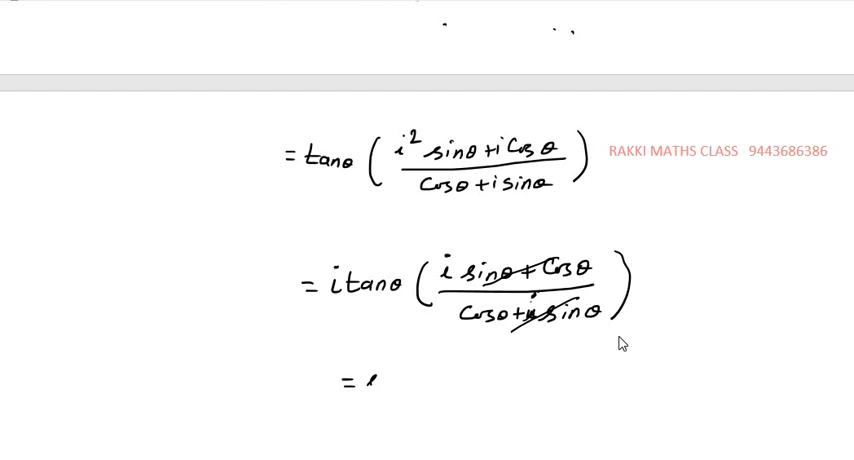 = tanθ ( i² sinθ + i Cosθ / Cosθ + i sinθ )
RAKKI MATHS CLASS 9443686386
= i tanθ ( i sinθ + Cosθ / Cosθ + i sinθ )
= i